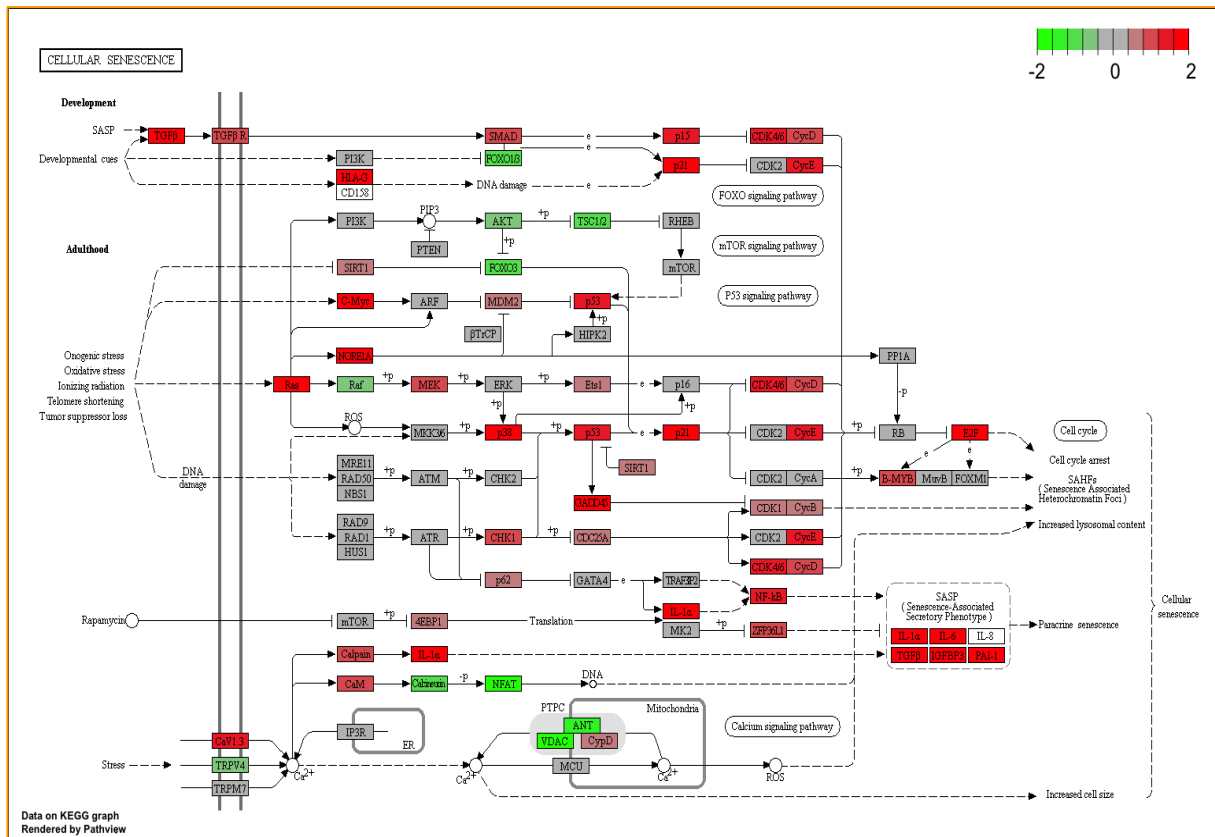 -2 0 2
CELLULAR SENESCENCE
Development
SASP
TGFβ
TGFβ R
SMAD
e
p15
CDK4/6 CycD
Developmental cues
PI3K
FOXO1/3
e
p21
CDK2 CycE
HLA-G
CD158
DNA damage
e
FOXO signaling pathway
PI3K
PIP3
AKT
+p
TSC1/2
RHEB
PTEN
+p
mTOR signaling pathway
Adulthood
SIRT1
FOXO3
mTOR
C-Myc
ARF
MDM2
p53
P53 signaling pathway
+p
βTrCP
HIPK2
NORE1A
PP1A
Onogenic stress
Oxidative stress
Ionizing radiation
Telomere shortening
Tumor suppressor loss
Ras
Raf
MEK
+p
ERK
+p
Ets1
e
p16
CDK4/6 CycD
-p
ROS
+p
+p
MKK3/6
+p
p38
+p
p53
e
p21
CDK2 CycE
+p
RB
E2F
Cell cycle
e
e
Cell cycle arrest
SIRT1
DNA
damage
MRE11
RAD50
NBS1
+p
ATM
+p
CHK2
CDK2 CycA
+p
B-MYB MuvB FOXM1
SAHFs
( Senescence Associated
Heterochromatin Foci )
GADD45
CDK1 CycB
Increased lysosomal content
RAD9
RAD1
HUS1
+p
ATR
+p
CHK1
+p
CDC25A
CDK2 CycE
CDK4/6 CycD
p62
GATA4
e
TRAF3IP2
IL-1α
NF-kB
SASP
( Senescence-Associated
Secretory Phenotype )
IL-1α IL-6 IL-8
TGFβ IGFBP3 PAI-1
Paracrine senescence
Cellular
senescence
Rapamycin
mTOR
+p
4EBP1
Translation
MK2
+p
ZFP36L1
Calpain
IL-1α
CaM
Calcineurin
-p
NFAT
DNA
PTPC
Mitochondria
ANT
VDAC
CypD
Calcium signaling pathway
IP3R
ER
CaV1.3
Stress
TRPV4
TRPM7
Ca2+
Ca2+
MCU
Ca2+
ROS
Increased cell size
Data on KEGG graph
Rendered by Pathview